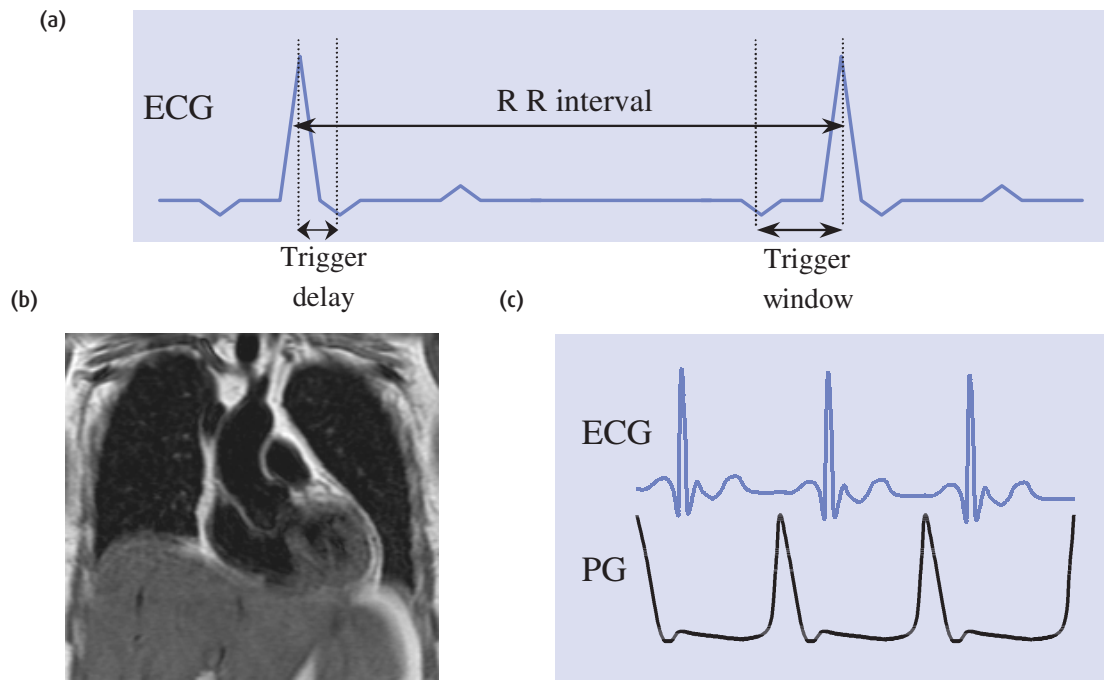 (a)
ECG
R R interval
Trigger
delay
Trigger
window
(b)
(c)
ECG
PG